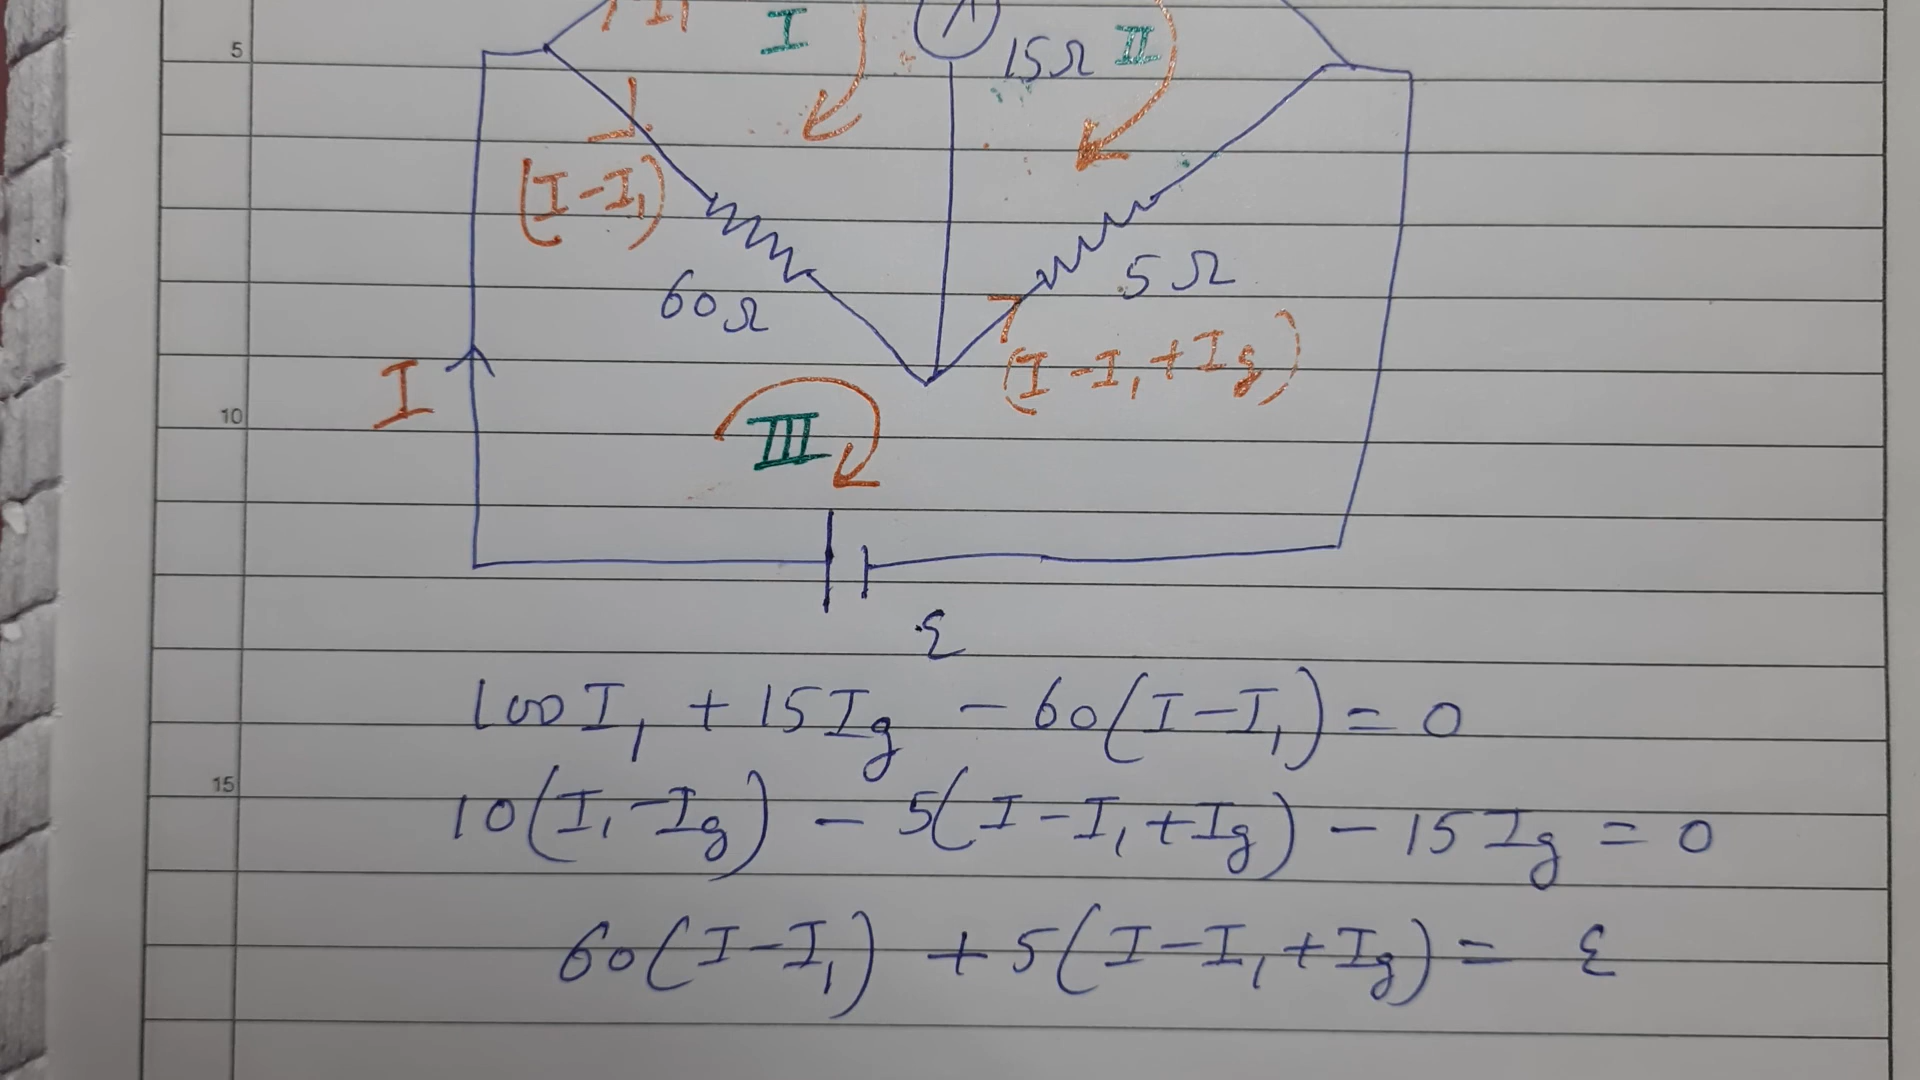 I₁
I
II
5
15Ω
(I-I₁)
5Ω
60Ω
(I-I₁+Ig)
I
III
10
ε
100I₁ + 15Ig - 60(I-I₁) = 0
15
10(I₁-Ig) - 5(I-I₁+Ig) - 15Ig = 0
60(I-I₁) + 5(I-I₁+Ig) = ε